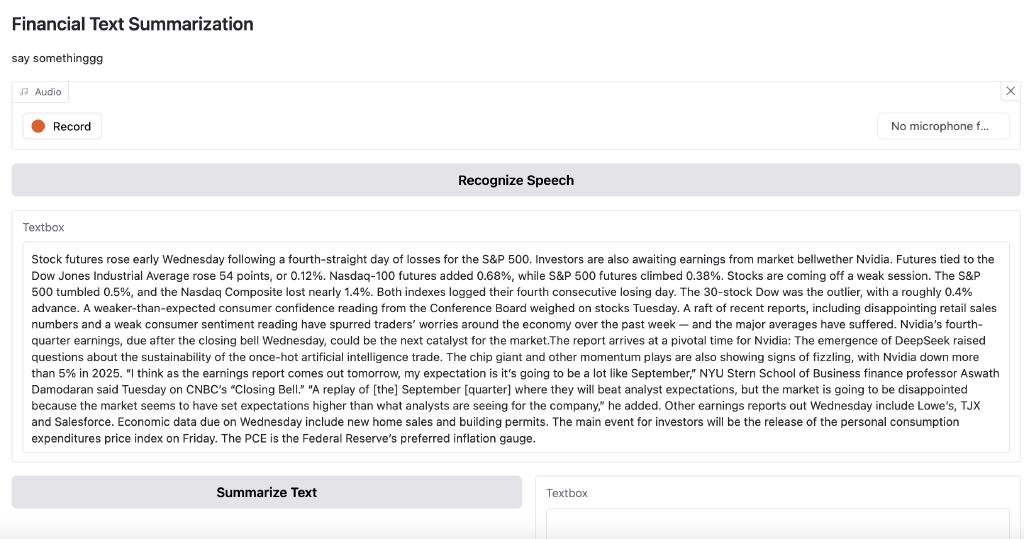 Financial Text Summarization
say somethinggg
Audio
Record
No microphone f...
Recognize Speech
Textbox
Stock futures rose early Wednesday following a fourth-straight day of losses for the S&P 500. Investors are also awaiting earnings from market bellwether Nvidia. Futures tied to the
Dow Jones Industrial Average rose 54 points, or 0.12%. Nasdaq-100 futures added 0.68%, while S&P 500 futures climbed 0.38%. Stocks are coming off a weak session. The S&P
500 tumbled 0.5%, and the Nasdaq Composite lost nearly 1.4%. Both indexes logged their fourth consecutive losing day. The 30-stock Dow was the outlier, with a roughly 0.4%
advance. A weaker-than-expected consumer confidence reading from the Conference Board weighed on stocks Tuesday. A raft of recent reports, including disappointing retail sales
numbers and a weak consumer sentiment reading have spurred traders’ worries around the economy over the past week — and the major averages have suffered. Nvidia’s fourth-
quarter earnings, due after the closing bell Wednesday, could be the next catalyst for the market.The report arrives at a pivotal time for Nvidia: The emergence of DeepSeek raised
questions about the sustainability of the once-hot artificial intelligence trade. The chip giant and other momentum plays are also showing signs of fizzling, with Nvidia down more
than 5% in 2025. “I think as the earnings report comes out tomorrow, my expectation is it’s going to be a lot like September,” NYU Stern School of Business finance professor Aswath
Damodaran said Tuesday on CNBC’s “Closing Bell.” “A replay of [the] September [quarter] where they will beat analyst expectations, but the market is going to be disappointed
because the market seems to have set expectations higher than what analysts are seeing for the company,” he added. Other earnings reports out Wednesday include Lowe’s, TJX
and Salesforce. Economic data due on Wednesday include new home sales and building permits. The main event for investors will be the release of the personal consumption
expenditures price index on Friday. The PCE is the Federal Reserve’s preferred inflation gauge.
Summarize Text
Textbox